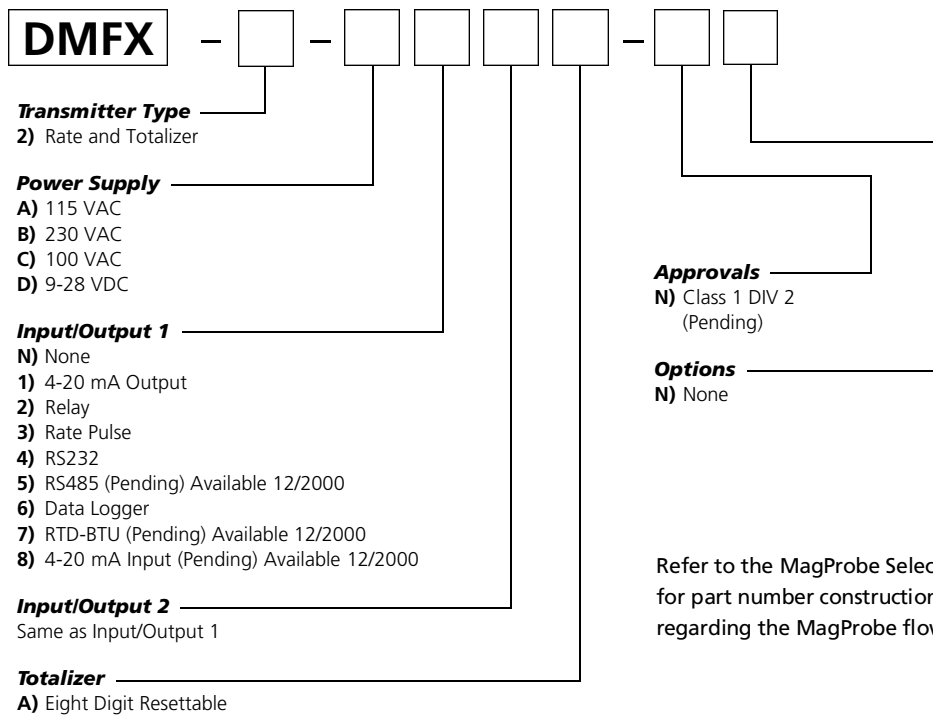 DMFX – – –
Transmitter Type
2) Rate and Totalizer
Power Supply
A) 115 VAC
B) 230 VAC
C) 100 VAC
D) 9-28 VDC
Input/Output 1
N) None
1) 4-20 mA Output
2) Relay
3) Rate Pulse
4) RS232
5) RS485 (Pending) Available 12/2000
6) Data Logger
7) RTD-BTU (Pending) Available 12/2000
8) 4-20 mA Input (Pending) Available 12/2000
Input/Output 2
Same as Input/Output 1
Totalizer
A) Eight Digit Resettable
Approvals
N) Class 1 DIV 2
(Pending)
Options
N) None
Refer to the MagProbe Selec
for part number construction
regarding the MagProbe flow